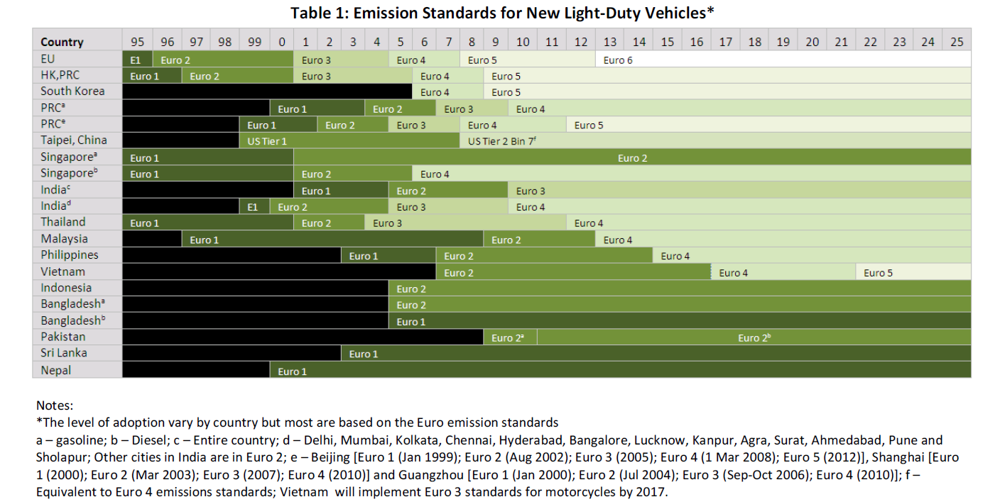 Table 1: Emission Standards for New Light-Duty Vehicles*
Country 95 96 97 98 99 0 1 2 3 4 5 6 7 8 9 10 11 12 13 14 15 16 17 18 19 20 21 22 23 24 25
EU E1 Euro 2 Euro 3 Euro 4 Euro 5 Euro 6
HK,PRC Euro 1 Euro 2 Euro 3 Euro 4 Euro 5
South Korea Euro 4 Euro 5
PRCᵃ Euro 1 Euro 2 Euro 3 Euro 4
PRCᵉ Euro 1 Euro 2 Euro 3 Euro 4 Euro 5
Taipei, China US Tier 1 US Tier 2 Bin 7ᶠ
Singaporeᵃ Euro 1 Euro 2
Singaporeᵇ Euro 1 Euro 2 Euro 4
Indiaᶜ Euro 1 Euro 2 Euro 3
Indiaᵈ E1 Euro 2 Euro 3 Euro 4
Thailand Euro 1 Euro 2 Euro 3 Euro 4
Malaysia Euro 1 Euro 2 Euro 4
Philippines Euro 1 Euro 2 Euro 4
Vietnam Euro 2 Euro 4 Euro 5
Indonesia Euro 2
Bangladeshᵃ Euro 2
Bangladeshᵇ Euro 1
Pakistan Euro 2ᵃ Euro 2ᵇ
Sri Lanka Euro 1
Nepal Euro 1
Notes:
*The level of adoption vary by country but most are based on the Euro emission standards
a – gasoline; b – Diesel; c – Entire country; d – Delhi, Mumbai, Kolkata, Chennai, Hyderabad, Bangalore, Lucknow, Kanpur, Agra, Surat, Ahmedabad, Pune and
Sholapur; Other cities in India are in Euro 2; e – Beijing [Euro 1 (Jan 1999); Euro 2 (Aug 2002); Euro 3 (2005); Euro 4 (1 Mar 2008); Euro 5 (2012)], Shanghai [Euro
1 (2000); Euro 2 (Mar 2003); Euro 3 (2007); Euro 4 (2010)] and Guangzhou [Euro 1 (Jan 2000); Euro 2 (Jul 2004); Euro 3 (Sep-Oct 2006); Euro 4 (2010)]; f –
Equivalent to Euro 4 emissions standards; Vietnam will implement Euro 3 standards for motorcycles by 2017.